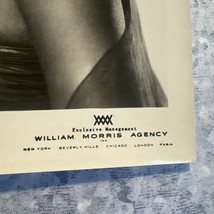 Exclusive Management
WILLIAM MORRIS AGENCY
INC
NEW YORK BEVERLY HILLS CHICAGO LONDON PARIS